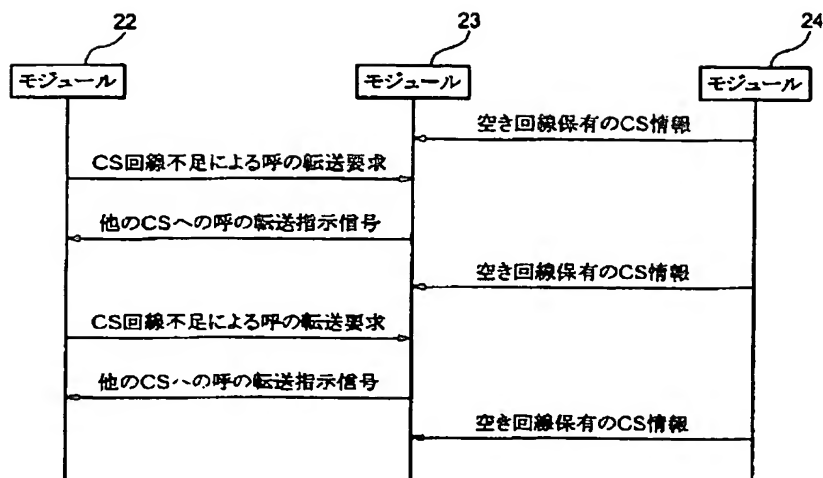 22
23
24
モジュール
モジュール
モジュール
空き回線保有のCS情報
CS回線不足による呼の転送要求
他のCSへの呼の転送指示信号
空き回線保有のCS情報
CS回線不足による呼の転送要求
他のCSへの呼の転送指示信号
空き回線保有のCS情報